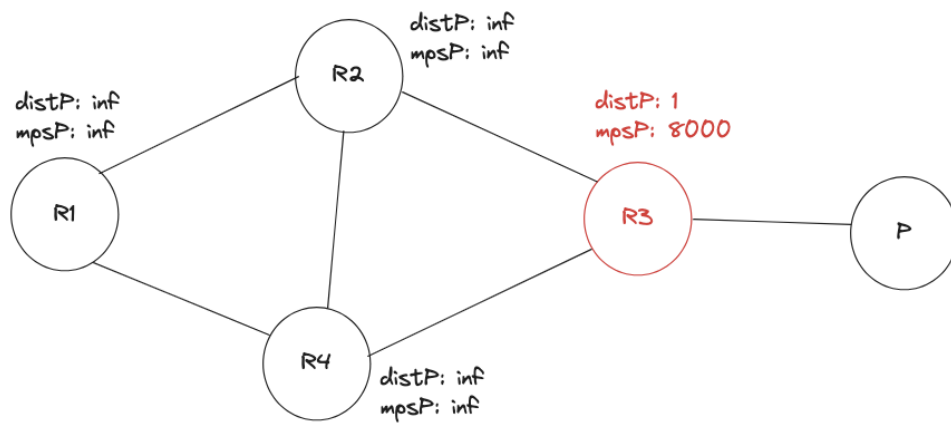 distP: inf
mpsP: inf
R2
distP: inf
mpsP: inf
R1
distP: 1
mpsP: 8000
R3
P
R4
distP: inf
mpsP: inf